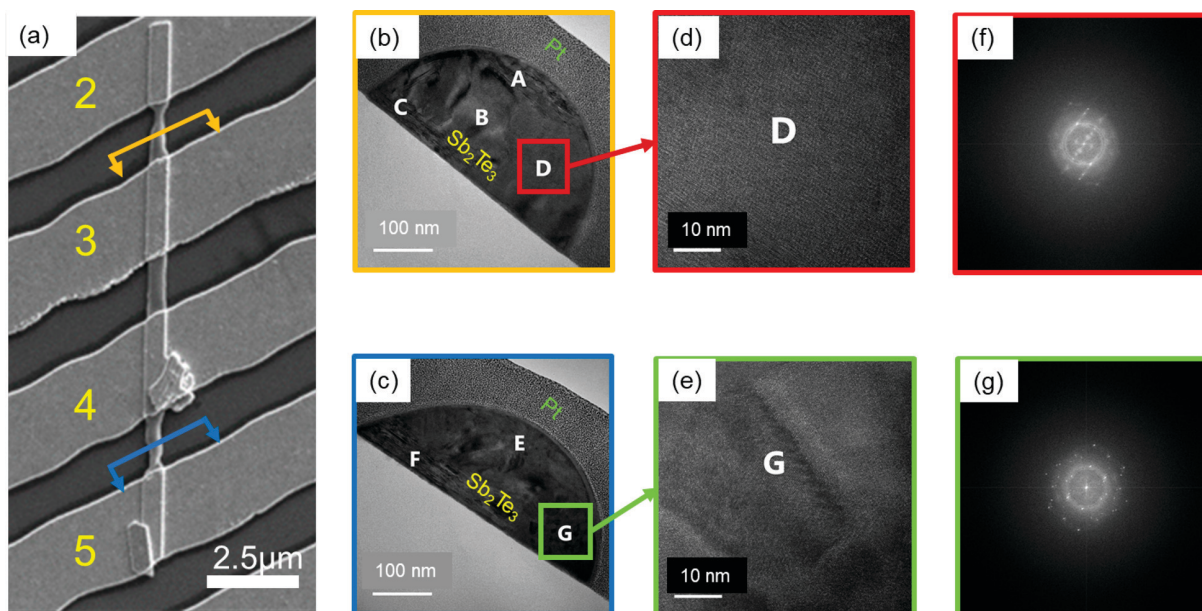 (a)
2
3
4
5
2.5μm
(b)
Pt
A
B
C
D
Sb₂Te₃
100 nm
(d)
D
10 nm
(f)
(c)
Pt
E
F
G
Sb₂Te₃
100 nm
(e)
G
10 nm
(g)